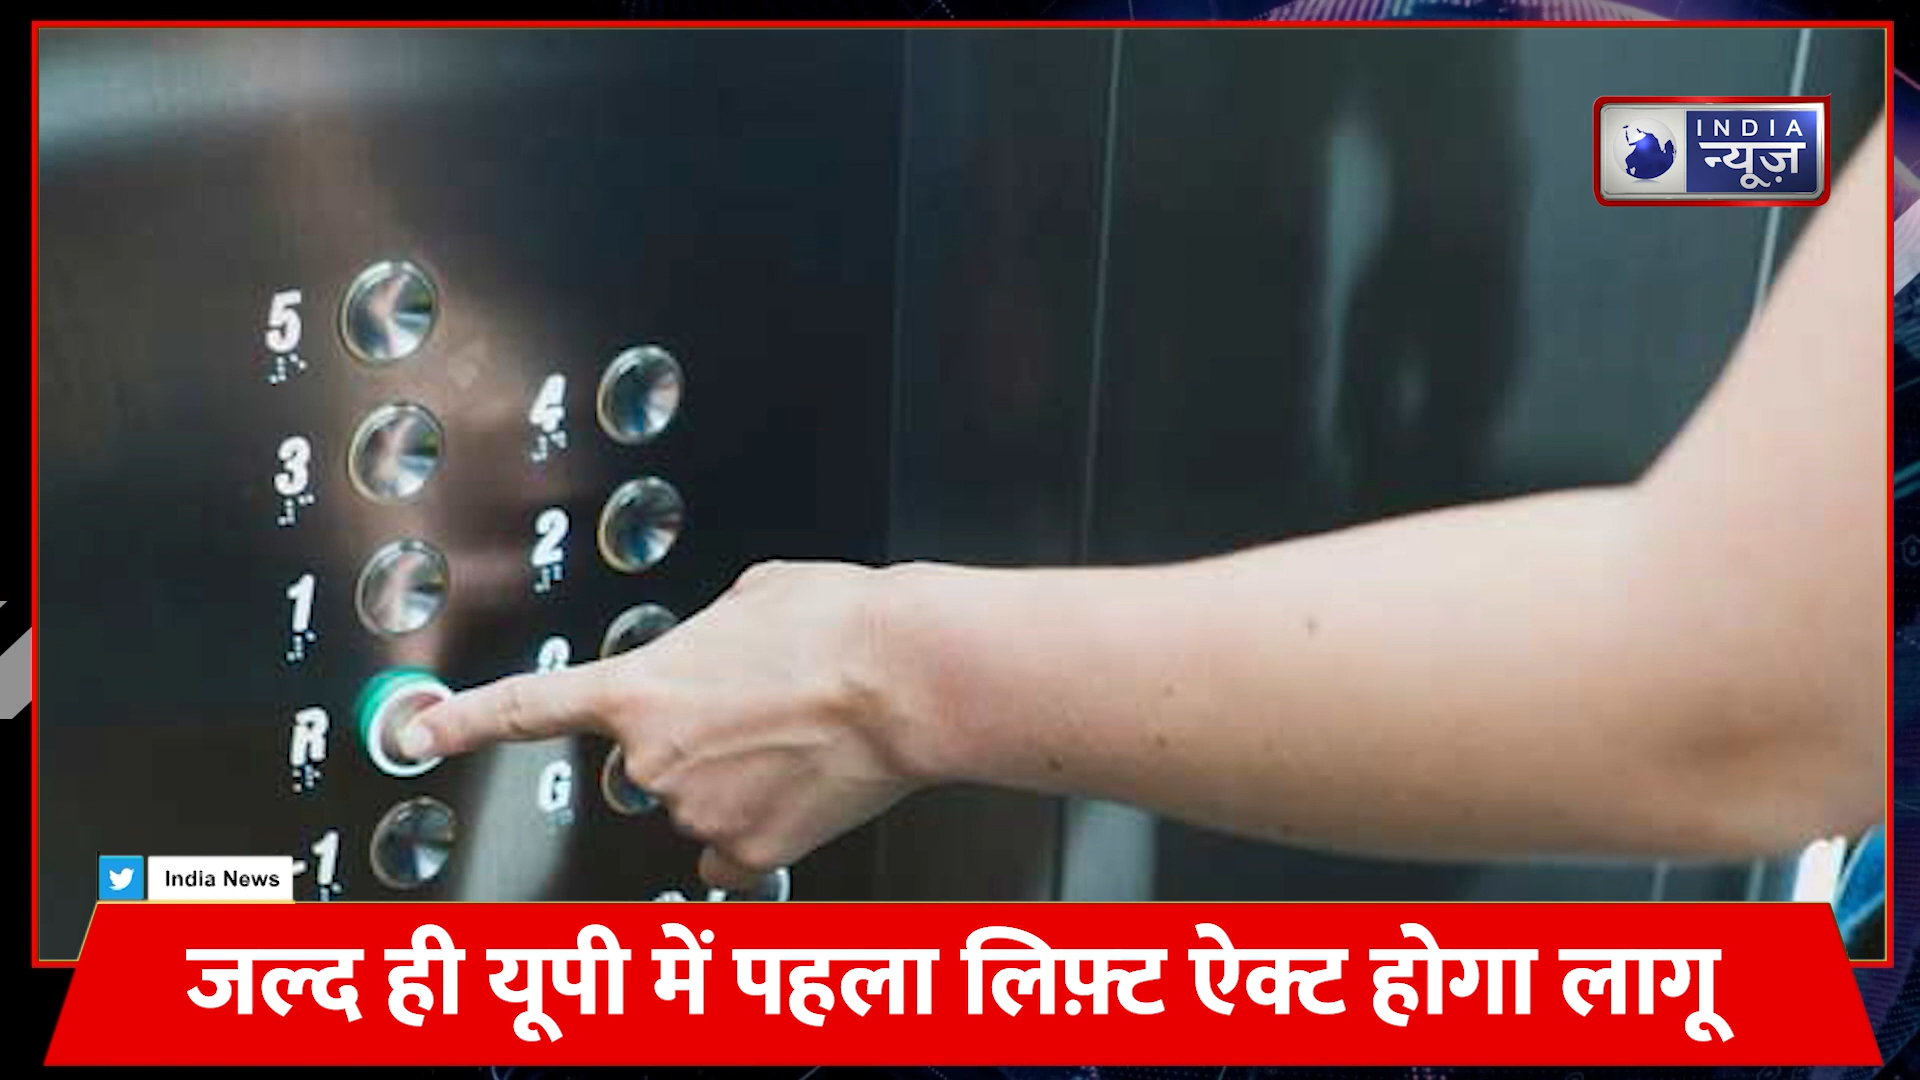 INDIA
न्यूज़
5
4
3
2
1
R
G
-1
India News
जल्द ही यूपी में पहला लिफ़्ट ऐक्ट होगा लागू